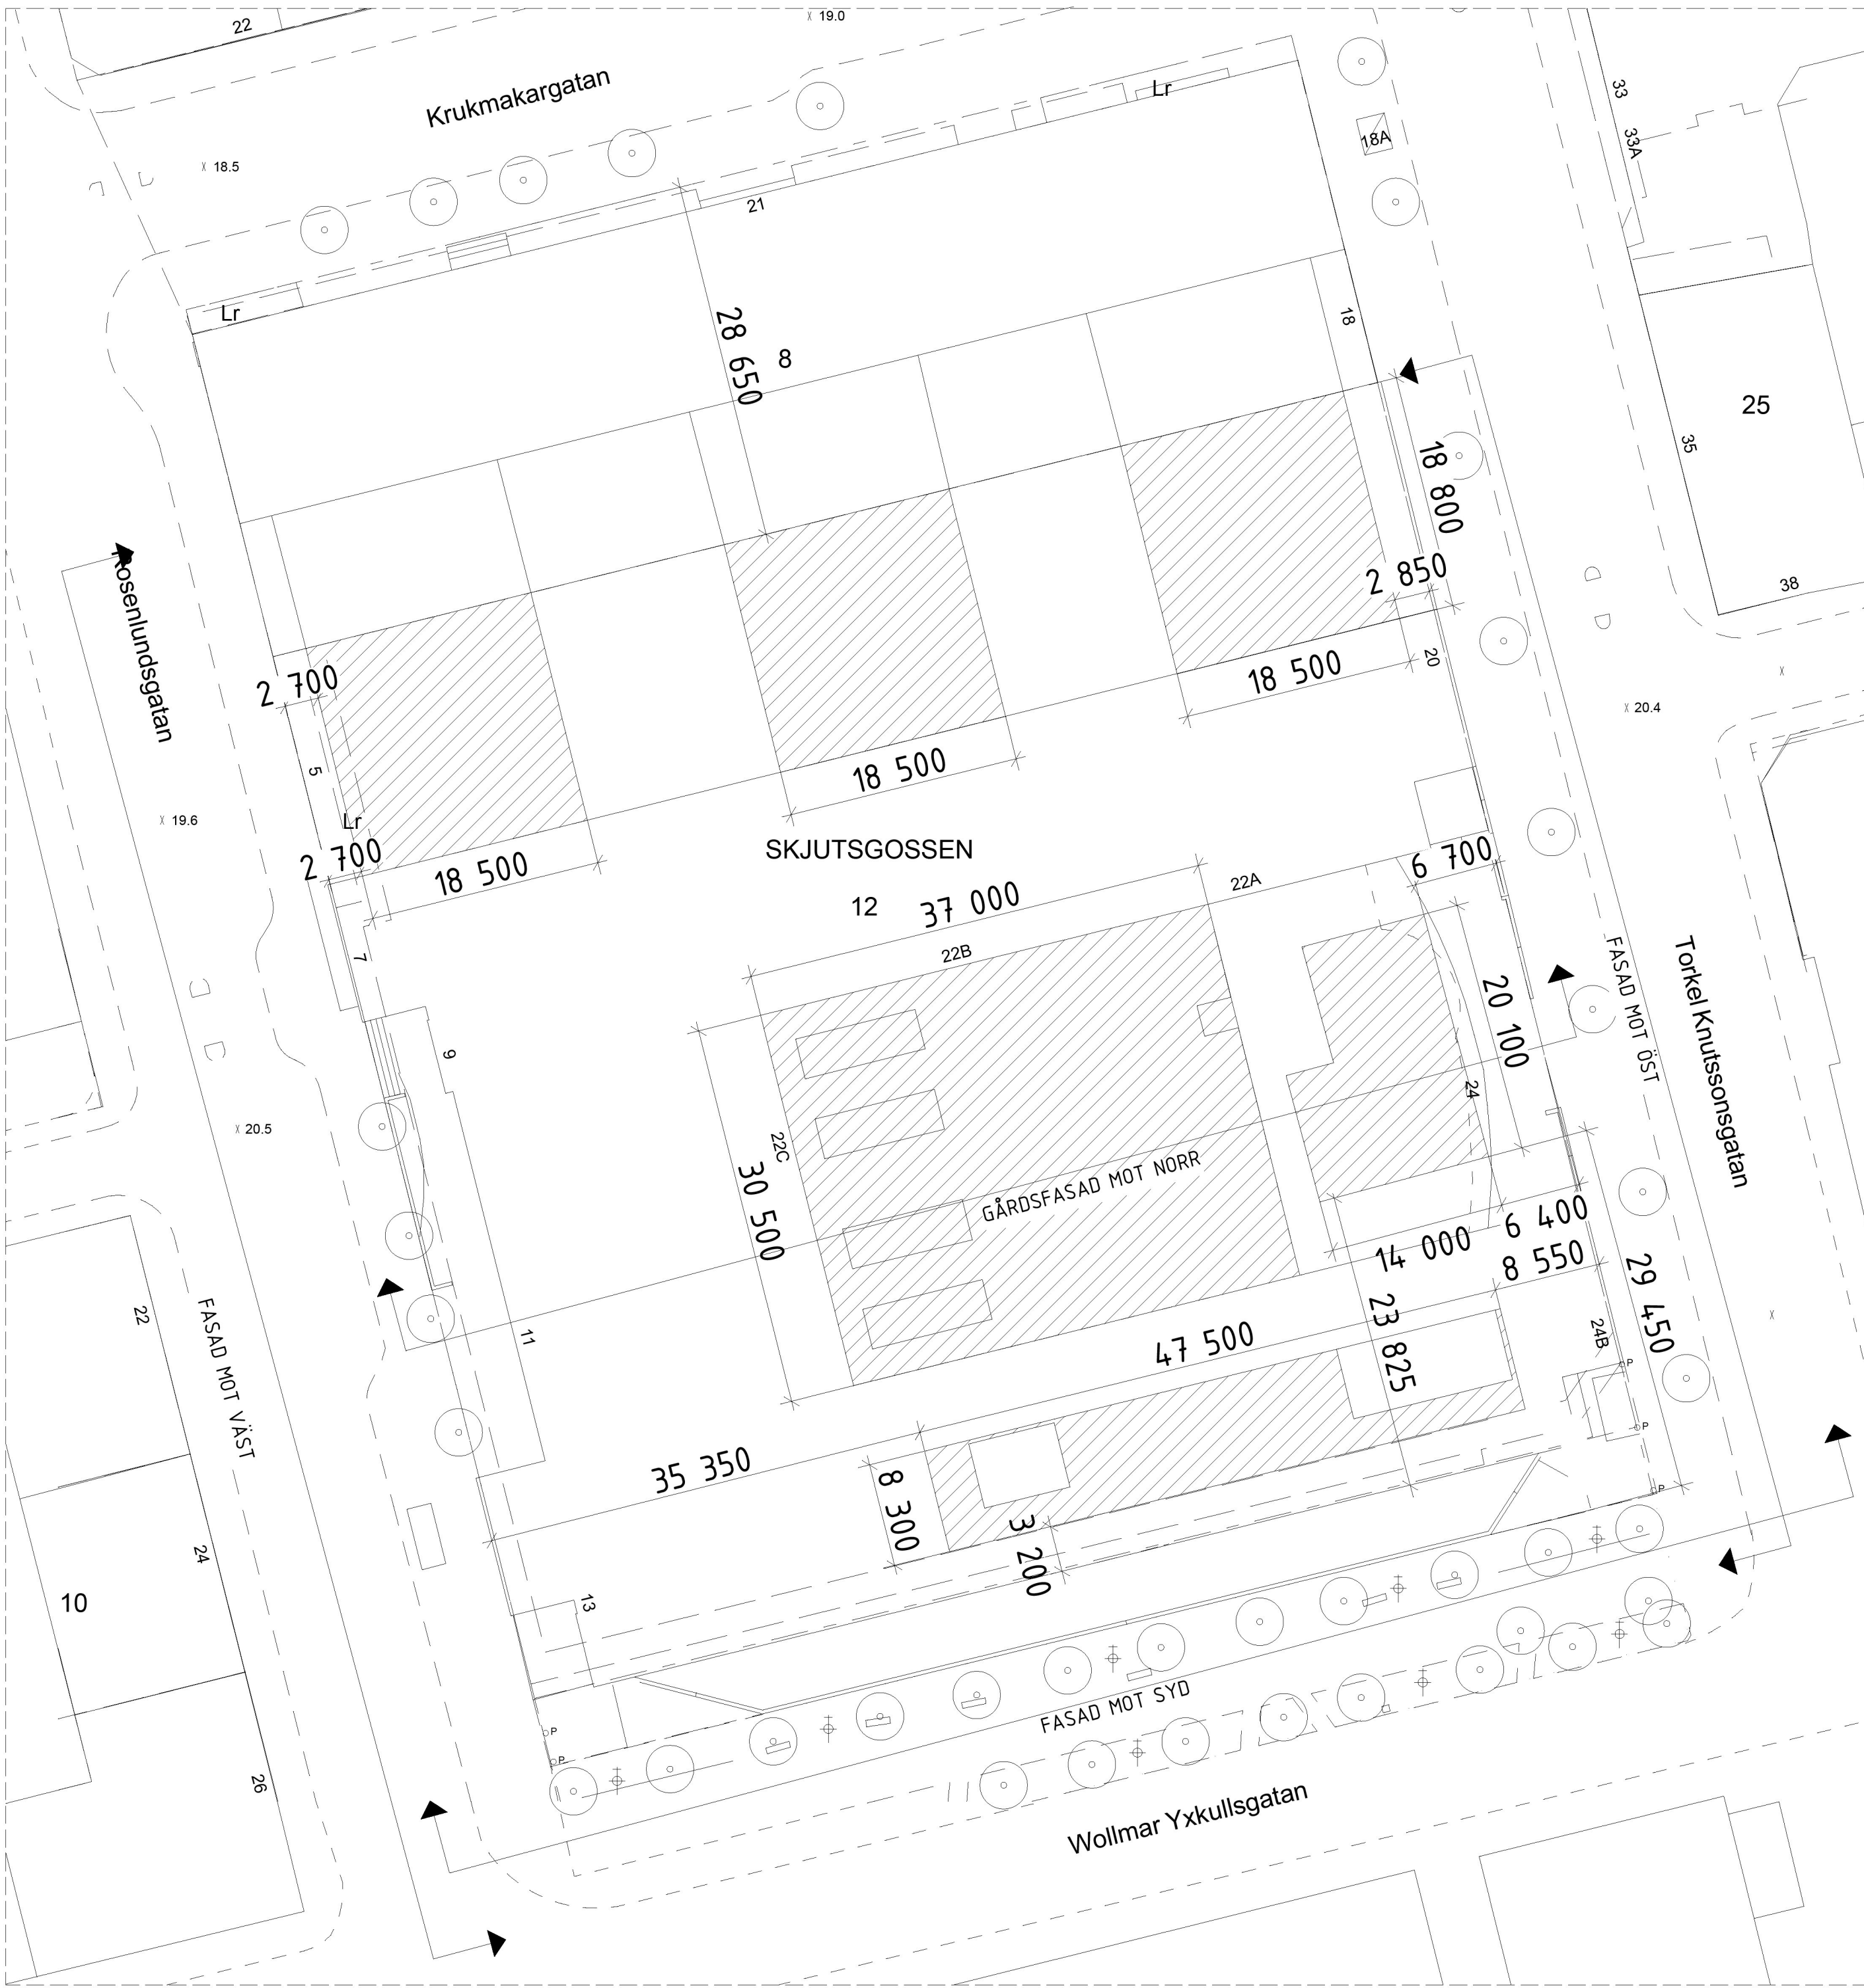 22
19.0
Krukmakargatan
Lr
33
18A
33A
18.5
21
Lr
28 650
8
18
25
35
18 800
Rosenlundsgatan
2 850
38
20
18 500
2 700
20.4
5
18 500
19.6
Lr
SKJUTSGOSSEN
2 700
18 500
6 700
22A
12
37 000
22B
7
FASAD MOT ÖST
Torkel Knutssonsgatan
20 100
9
24
20.5
22C
30 500
GÅRDSFASAD MOT NORR
6 400
14 000
8 550
29 450
22
FASAD MOT VÄST
11
23 825
24B
47 500
P
P
35 350
8 300
P
3 200
24
10
13
FASAD MOT SYD
P
P
26
Wollmar Yxkullsgatan